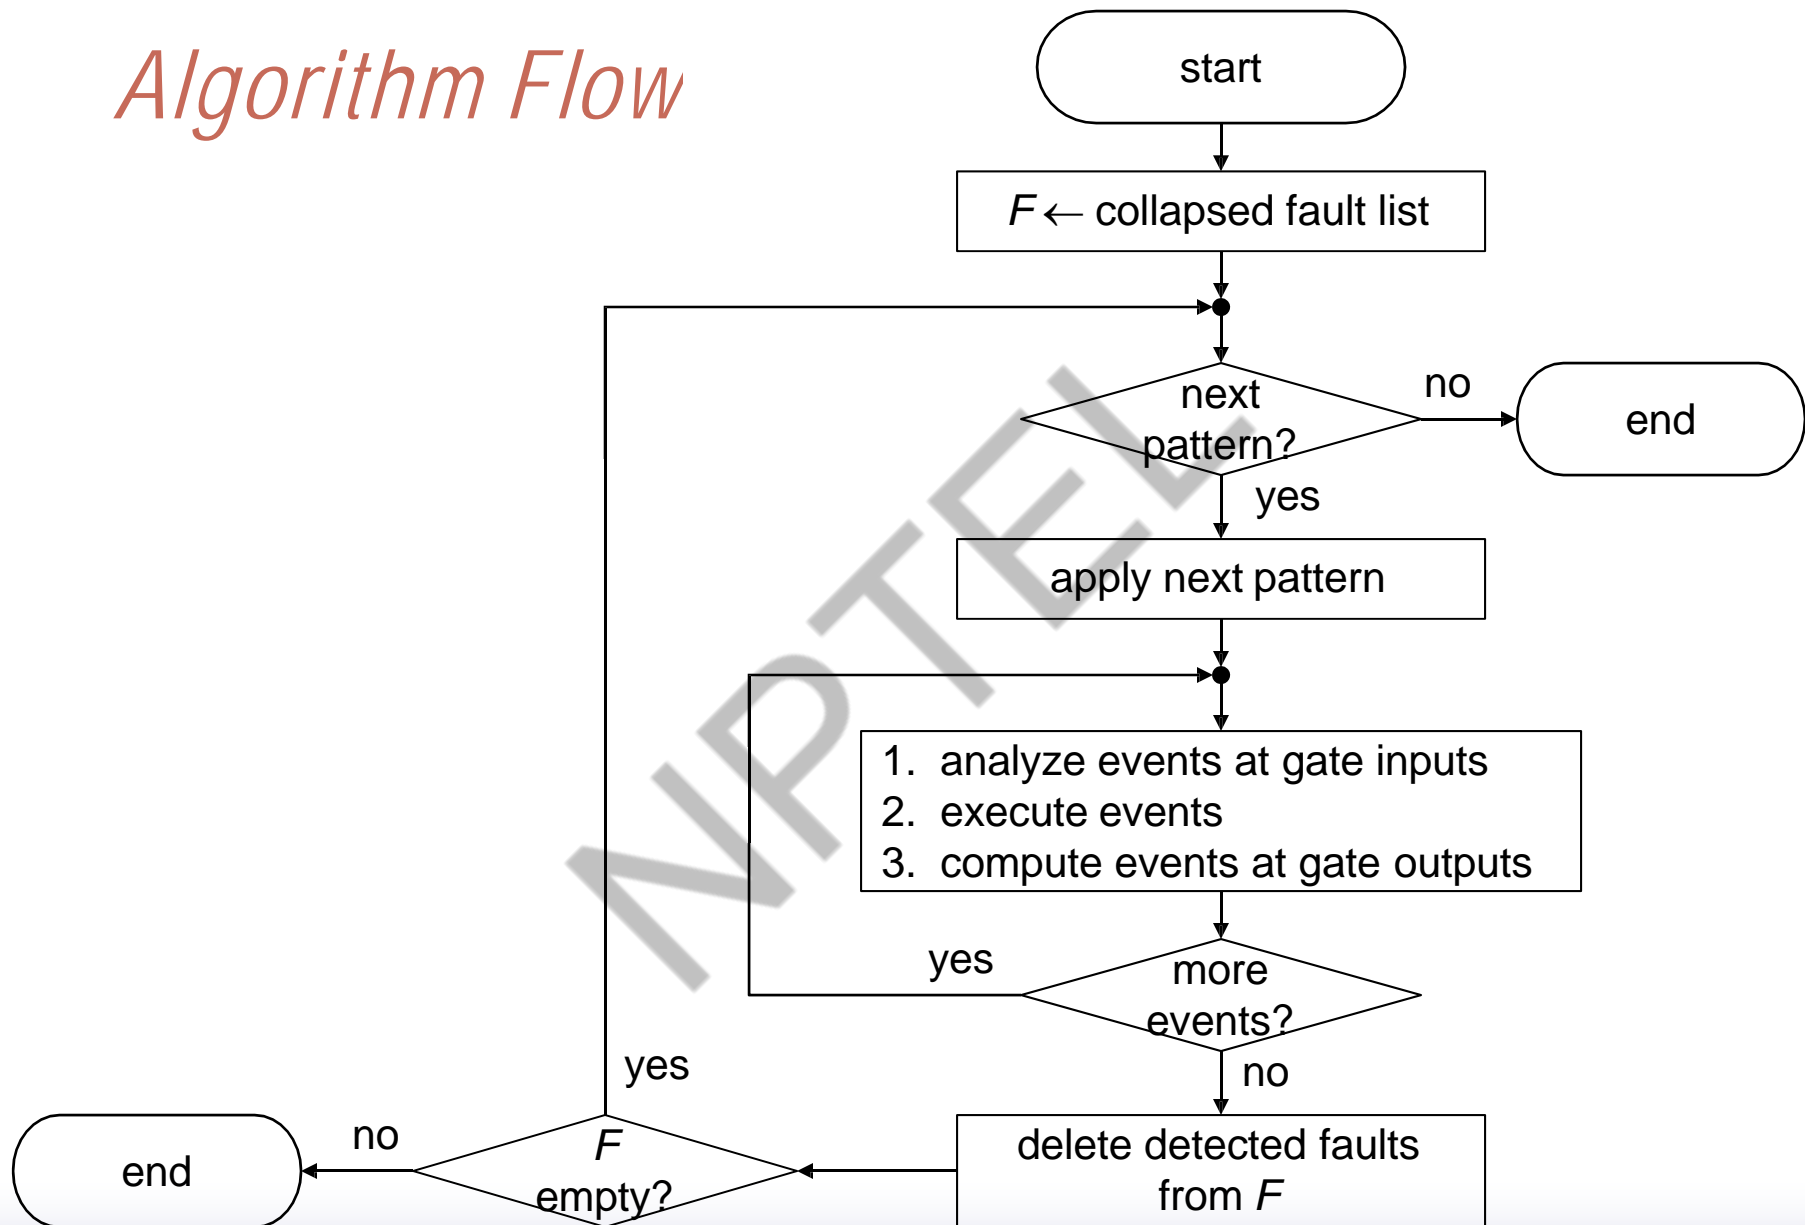 Algorithm Flow
start
F ← collapsed fault list
next
pattern?
no
end
yes
apply next pattern
1. analyze events at gate inputs
2. execute events
3. compute events at gate outputs
yes
more
events?
no
delete detected faults
from F
yes
F
empty?
no
end
NPTEL